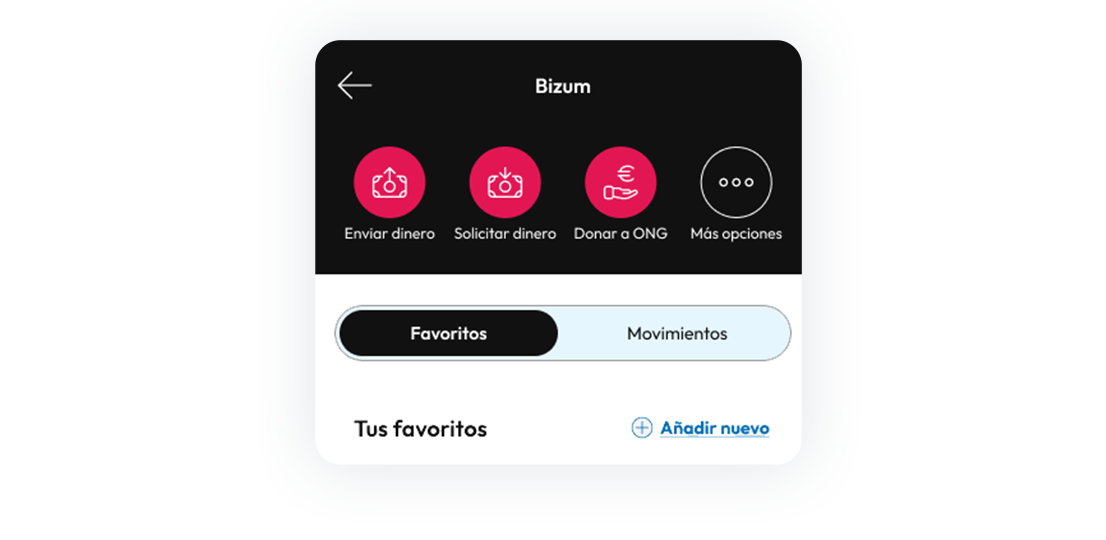 Bizum
Enviar dinero
Solicitar dinero
Donar a ONG
Más opciones
Favoritos
Movimientos
Tus favoritos
Añadir nuevo